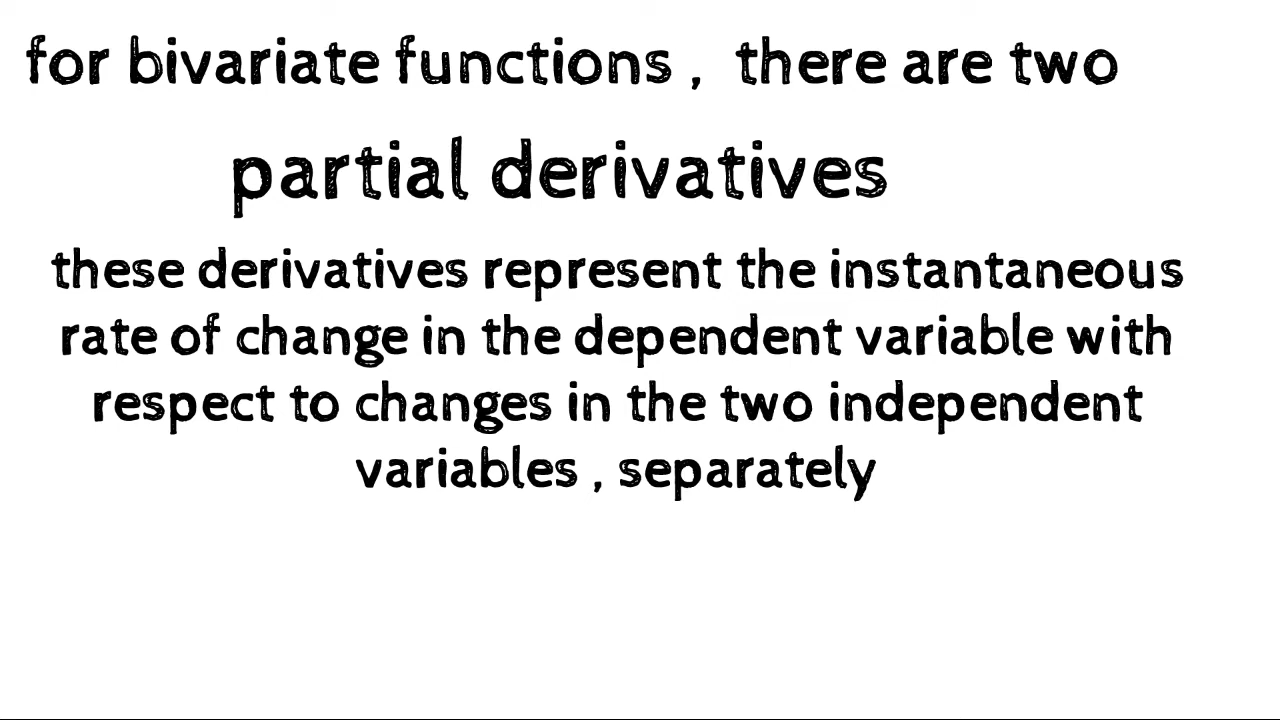 for bivariate functions , there are two
partial derivatives
these derivatives represent the instantaneous
rate of change in the dependent variable with
respect to changes in the two independent
variables , separately